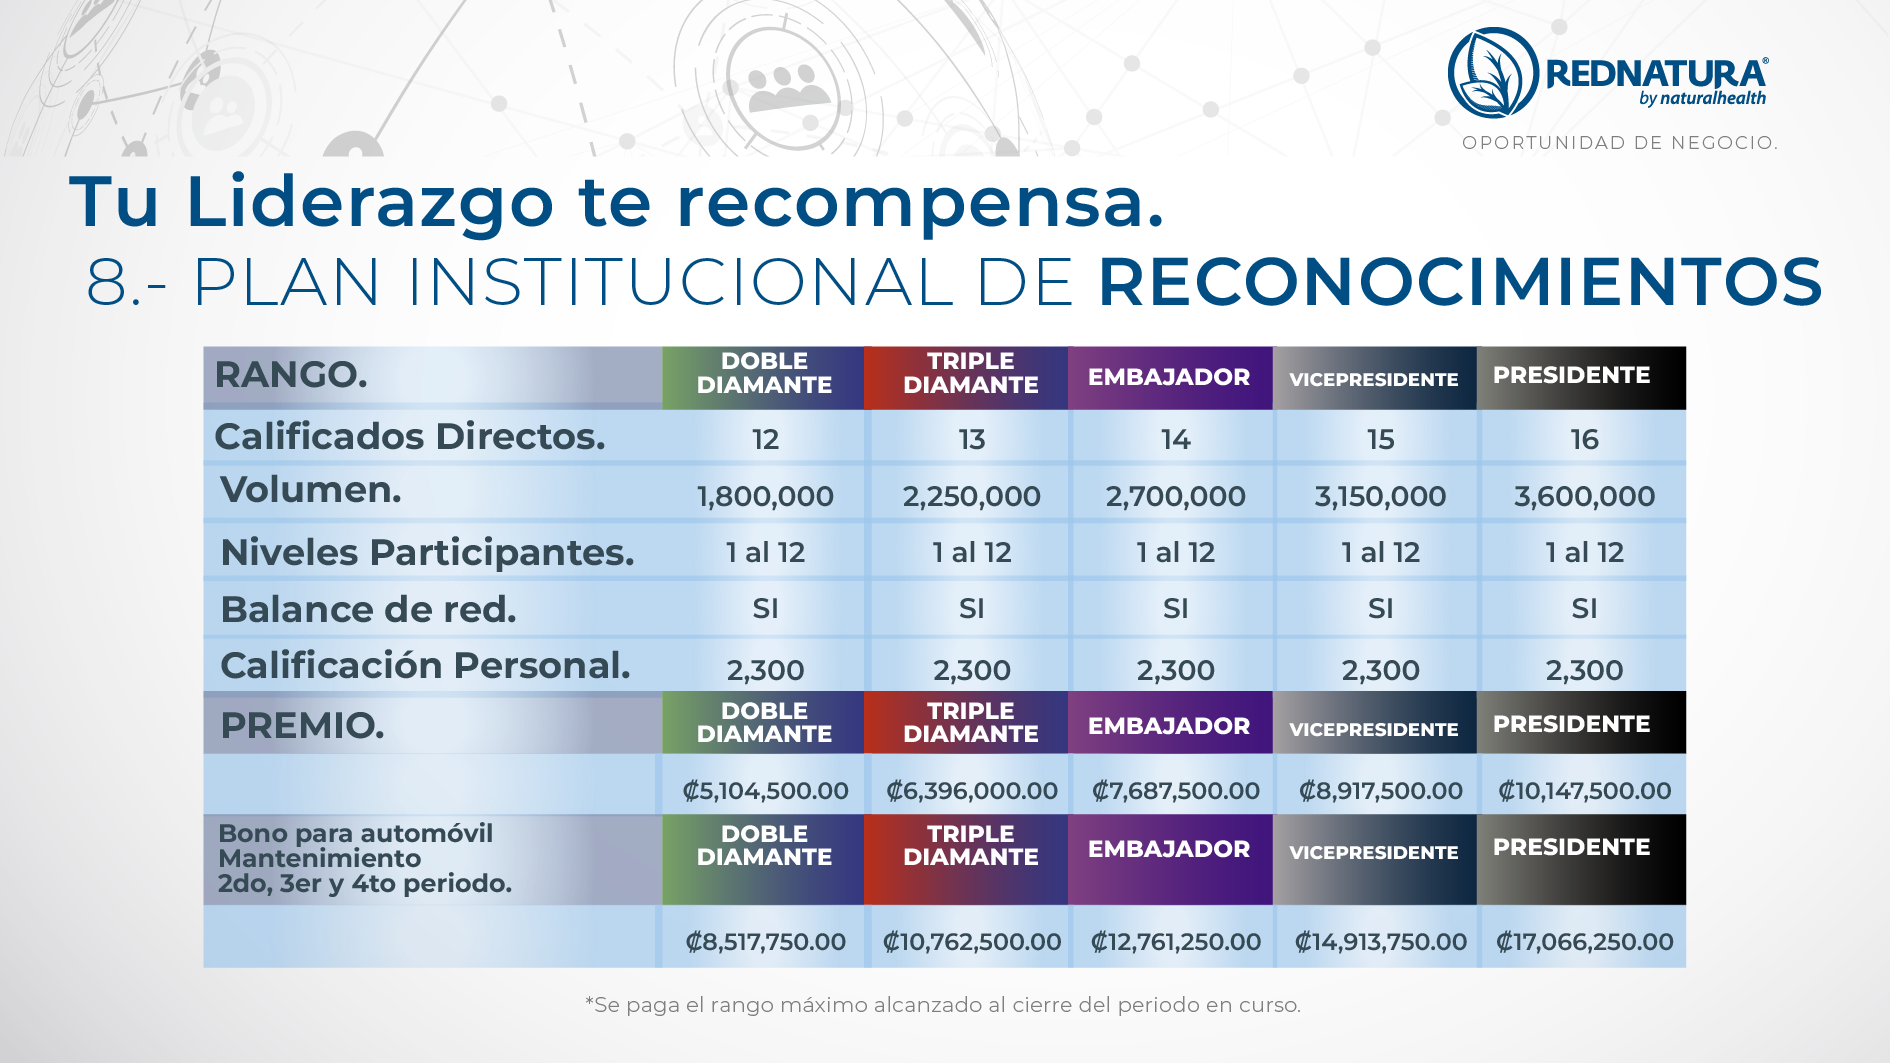 REDNATURA®
by naturalhealth
OPORTUNIDAD DE NEGOCIO.
Tu Liderazgo te recompensa.
8.- PLAN INSTITUCIONAL DE RECONOCIMIENTOS
RANGO. DOBLE DIAMANTE TRIPLE DIAMANTE EMBAJADOR VICEPRESIDENTE PRESIDENTE
Calificados Directos. 12 13 14 15 16
Volumen. 1,800,000 2,250,000 2,700,000 3,150,000 3,600,000
Niveles Participantes. 1 al 12 1 al 12 1 al 12 1 al 12 1 al 12
Balance de red. SI SI SI SI SI
Calificación Personal. 2,300 2,300 2,300 2,300 2,300
PREMIO. DOBLE DIAMANTE TRIPLE DIAMANTE EMBAJADOR VICEPRESIDENTE PRESIDENTE
₡5,104,500.00 ₡6,396,000.00 ₡7,687,500.00 ₡8,917,500.00 ₡10,147,500.00
Bono para automóvil
Mantenimiento
2do, 3er y 4to periodo. DOBLE DIAMANTE TRIPLE DIAMANTE EMBAJADOR VICEPRESIDENTE PRESIDENTE
₡8,517,750.00 ₡10,762,500.00 ₡12,761,250.00 ₡14,913,750.00 ₡17,066,250.00
*Se paga el rango máximo alcanzado al cierre del periodo en curso.